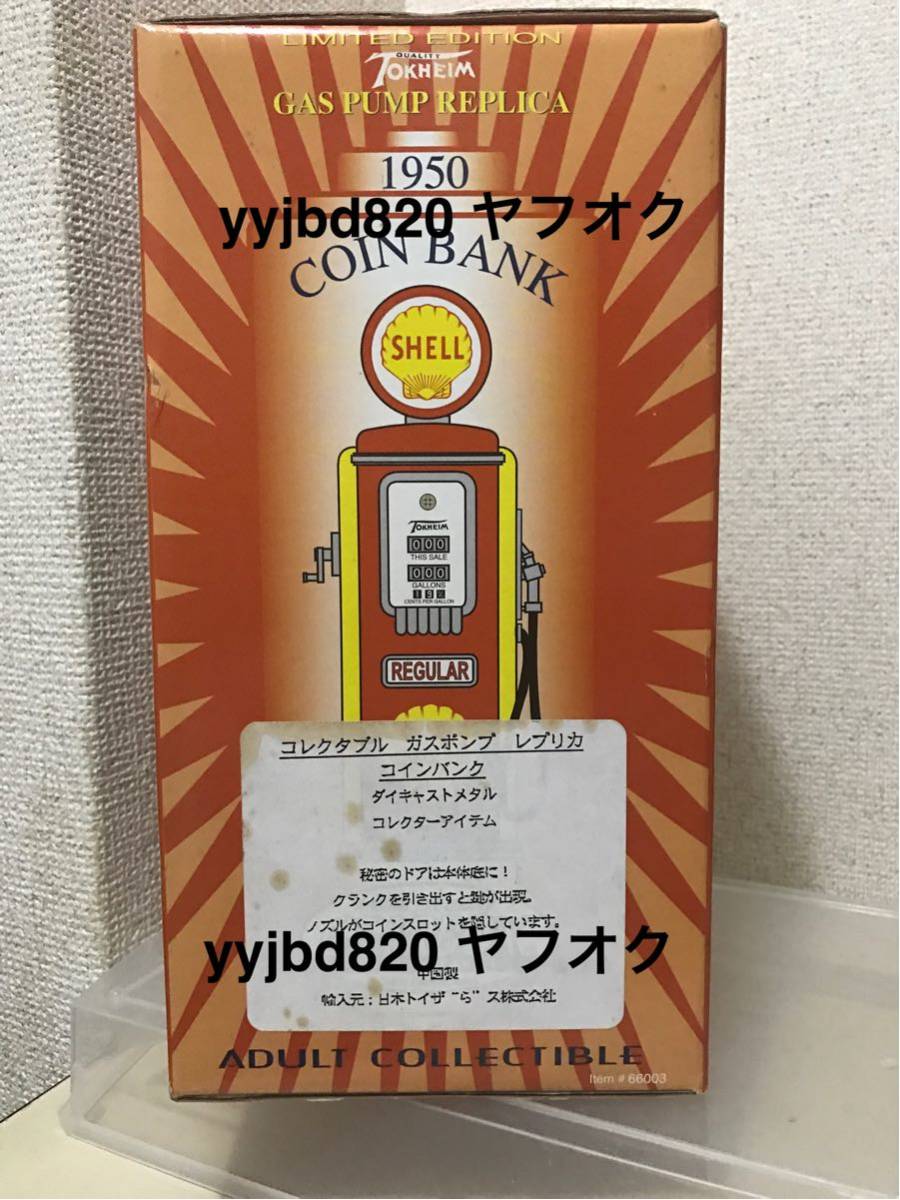 LIMITED EDITION
QUALITY
TOKHEIM
GAS PUMP REPLICA
1950
yyjbd820 ヤフオク
COIN BANK
SHELL
TOKHEIM
000
THIS SALE
000
GALLONS
19
CENTS PER GALLON
REGULAR
コレクタブル ガスポンプ レプリカ
コインバンク
ダイキャストメタル
コレクターアイテム
秘密のドアは本体底に!
クランクを引き出すと鍵が出現。
ノズルがコインスロットを隠しています。
yyjbd820 ヤフオク
中国製
輸入元:日本トイザ“ら”ス株式会社
ADULT COLLECTIBLE
Item # 66003